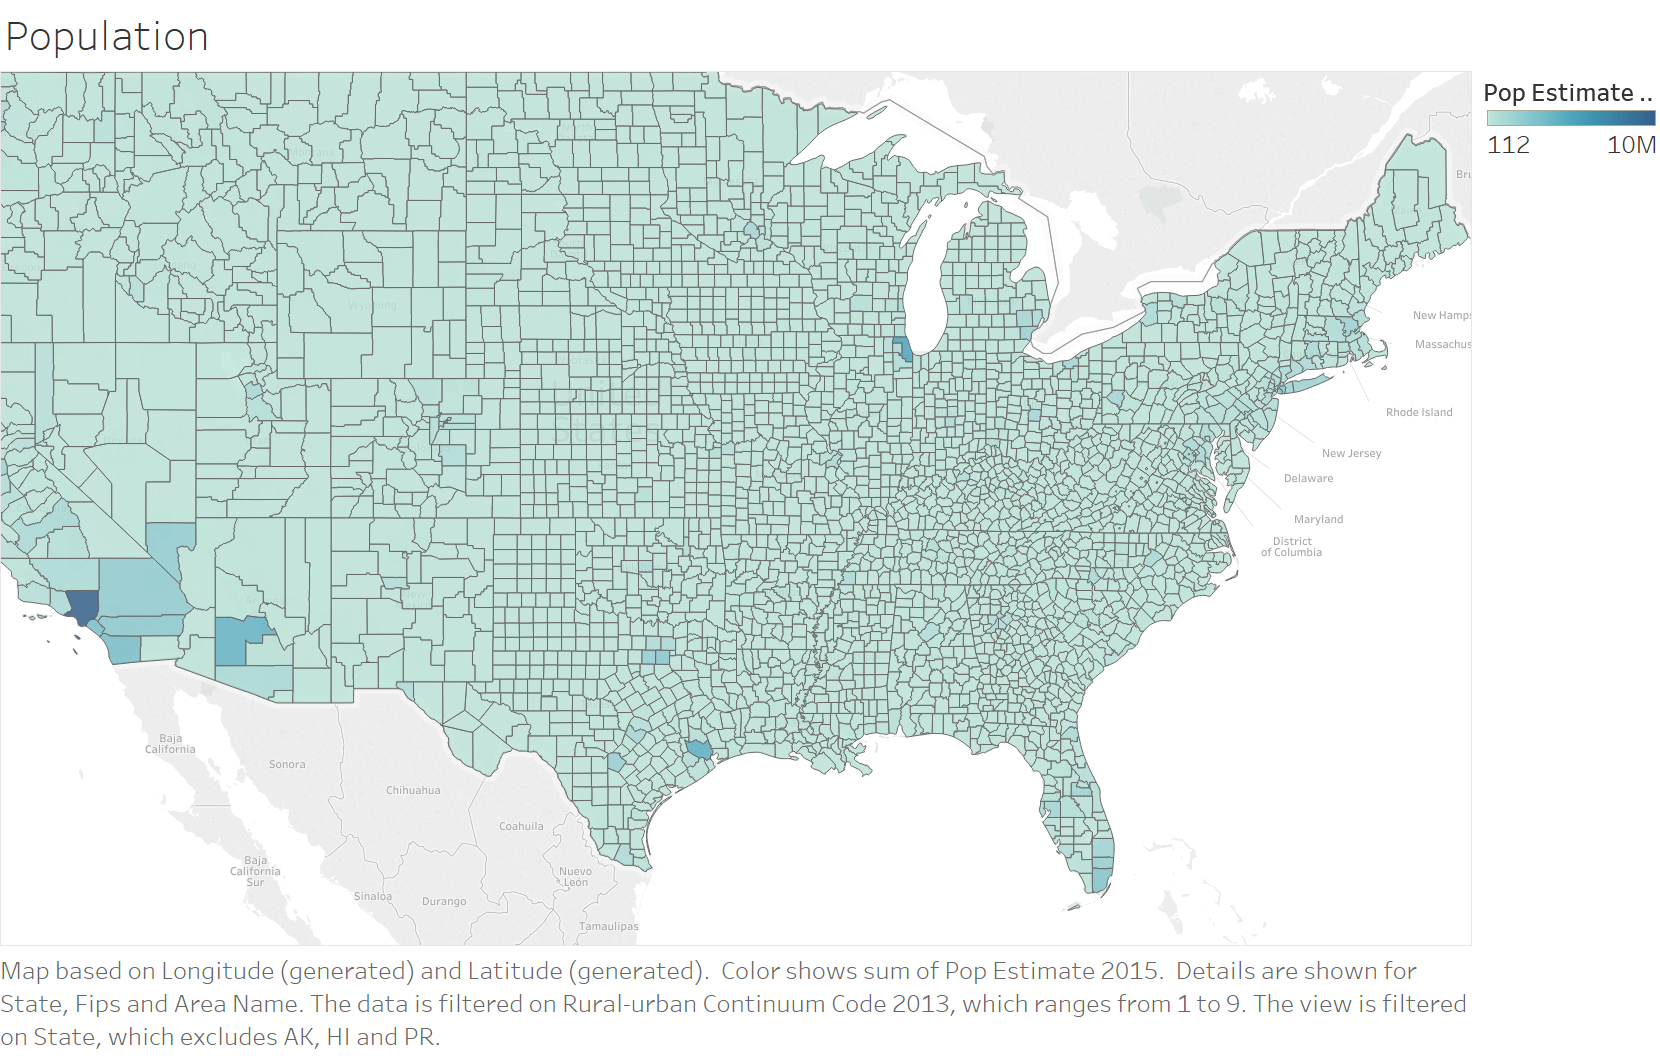 Population
Pop Estimate ..
112 10M
Montana
Wyoming
United
States
Bru
New Hamps
Massachus
Rhode Island
New Jersey
Delaware
Maryland
District
of Columbia
Baja
California
Sonora
Chihuahua
Coahuila
Baja
California
Sur
Nuevo
León
Sinaloa
Durango
Tamaulipas
Map based on Longitude (generated) and Latitude (generated).  Color shows sum of Pop Estimate 2015.  Details are shown for
State, Fips and Area Name. The data is filtered on Rural-urban Continuum Code 2013, which ranges from 1 to 9. The view is filtered
on State, which excludes AK, HI and PR.